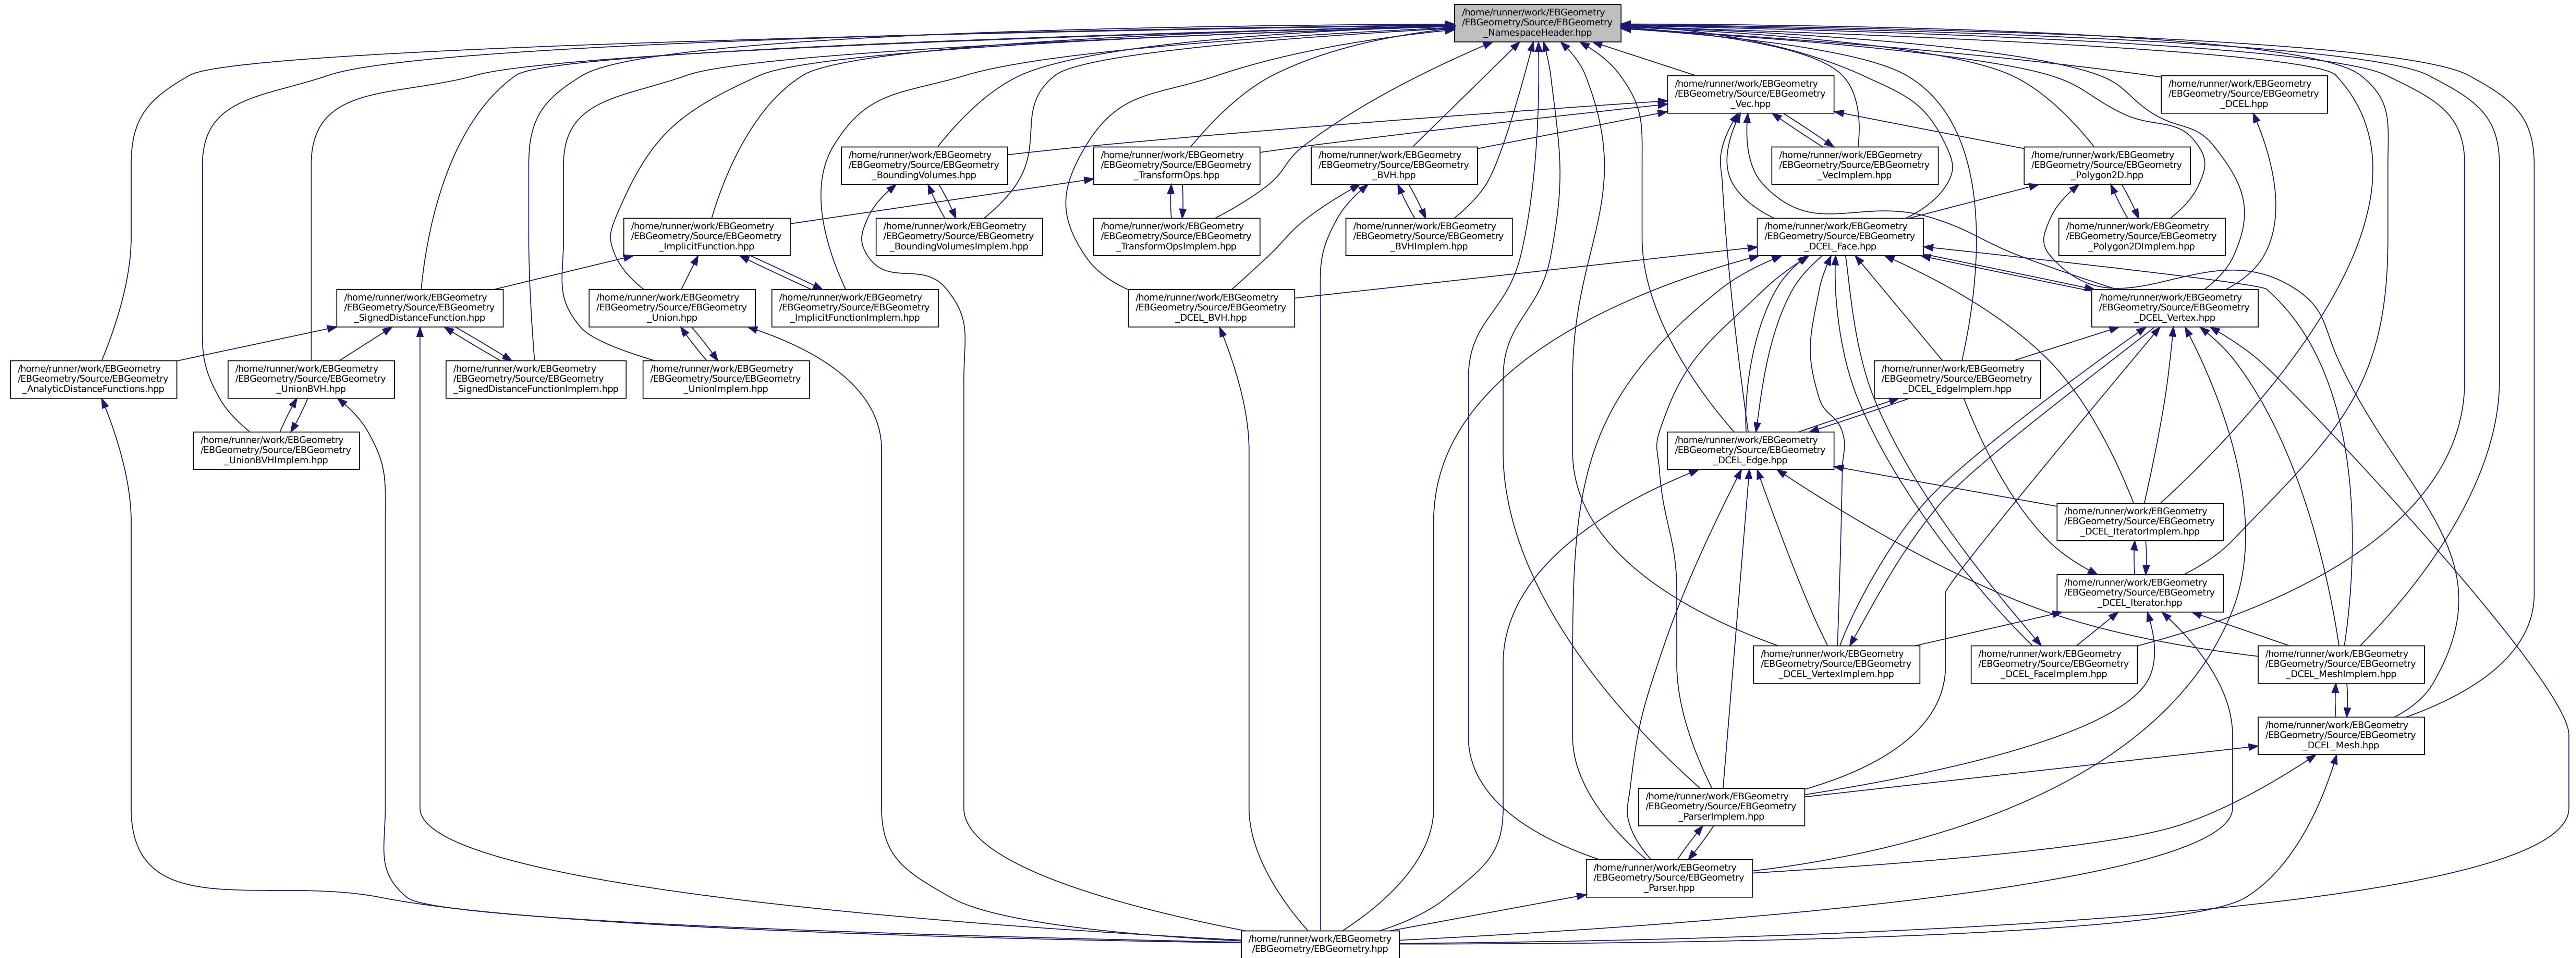 /home/runner/work/EBGeometry
/EBGeometry/Source/EBGeometry
_NamespaceHeader.hpp
/home/runner/work/EBGeometry
/EBGeometry/Source/EBGeometry
_Vec.hpp
/home/runner/work/EBGeometry
/EBGeometry/Source/EBGeometry
_DCEL.hpp
/home/runner/work/EBGeometry
/EBGeometry/Source/EBGeometry
_BoundingVolumes.hpp
/home/runner/work/EBGeometry
/EBGeometry/Source/EBGeometry
_TransformOps.hpp
/home/runner/work/EBGeometry
/EBGeometry/Source/EBGeometry
_BVH.hpp
/home/runner/work/EBGeometry
/EBGeometry/Source/EBGeometry
_VecImplem.hpp
/home/runner/work/EBGeometry
/EBGeometry/Source/EBGeometry
_Polygon2D.hpp
/home/runner/work/EBGeometry
/EBGeometry/Source/EBGeometry
_ImplicitFunction.hpp
/home/runner/work/EBGeometry
/EBGeometry/Source/EBGeometry
_BoundingVolumesImplem.hpp
/home/runner/work/EBGeometry
/EBGeometry/Source/EBGeometry
_TransformOpsImplem.hpp
/home/runner/work/EBGeometry
/EBGeometry/Source/EBGeometry
_BVHImplem.hpp
/home/runner/work/EBGeometry
/EBGeometry/Source/EBGeometry
_DCEL_Face.hpp
/home/runner/work/EBGeometry
/EBGeometry/Source/EBGeometry
_Polygon2DImplem.hpp
/home/runner/work/EBGeometry
/EBGeometry/Source/EBGeometry
_SignedDistanceFunction.hpp
/home/runner/work/EBGeometry
/EBGeometry/Source/EBGeometry
_Union.hpp
/home/runner/work/EBGeometry
/EBGeometry/Source/EBGeometry
_ImplicitFunctionImplem.hpp
/home/runner/work/EBGeometry
/EBGeometry/Source/EBGeometry
_DCEL_BVH.hpp
/home/runner/work/EBGeometry
/EBGeometry/Source/EBGeometry
_DCEL_Vertex.hpp
/home/runner/work/EBGeometry
/EBGeometry/Source/EBGeometry
_AnalyticDistanceFunctions.hpp
/home/runner/work/EBGeometry
/EBGeometry/Source/EBGeometry
_UnionBVH.hpp
/home/runner/work/EBGeometry
/EBGeometry/Source/EBGeometry
_SignedDistanceFunctionImplem.hpp
/home/runner/work/EBGeometry
/EBGeometry/Source/EBGeometry
_UnionImplem.hpp
/home/runner/work/EBGeometry
/EBGeometry/Source/EBGeometry
_DCEL_EdgeImplem.hpp
/home/runner/work/EBGeometry
/EBGeometry/Source/EBGeometry
_UnionBVHImplem.hpp
/home/runner/work/EBGeometry
/EBGeometry/Source/EBGeometry
_DCEL_Edge.hpp
/home/runner/work/EBGeometry
/EBGeometry/Source/EBGeometry
_DCEL_IteratorImplem.hpp
/home/runner/work/EBGeometry
/EBGeometry/Source/EBGeometry
_DCEL_Iterator.hpp
/home/runner/work/EBGeometry
/EBGeometry/Source/EBGeometry
_DCEL_VertexImplem.hpp
/home/runner/work/EBGeometry
/EBGeometry/Source/EBGeometry
_DCEL_FaceImplem.hpp
/home/runner/work/EBGeometry
/EBGeometry/Source/EBGeometry
_DCEL_MeshImplem.hpp
/home/runner/work/EBGeometry
/EBGeometry/Source/EBGeometry
_DCEL_Mesh.hpp
/home/runner/work/EBGeometry
/EBGeometry/Source/EBGeometry
_ParserImplem.hpp
/home/runner/work/EBGeometry
/EBGeometry/Source/EBGeometry
_Parser.hpp
/home/runner/work/EBGeometry
/EBGeometry/EBGeometry.hpp